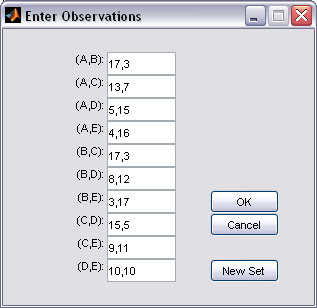 Enter Observations
(A,B): 17,3
(A,C): 13,7
(A,D): 5,15
(A,E): 4,16
(B,C): 17,3
(B,D): 8,12
(B,E): 3,17
(C,D): 15,5
(C,E): 9,11
(D,E): 10,10
OK
Cancel
New Set